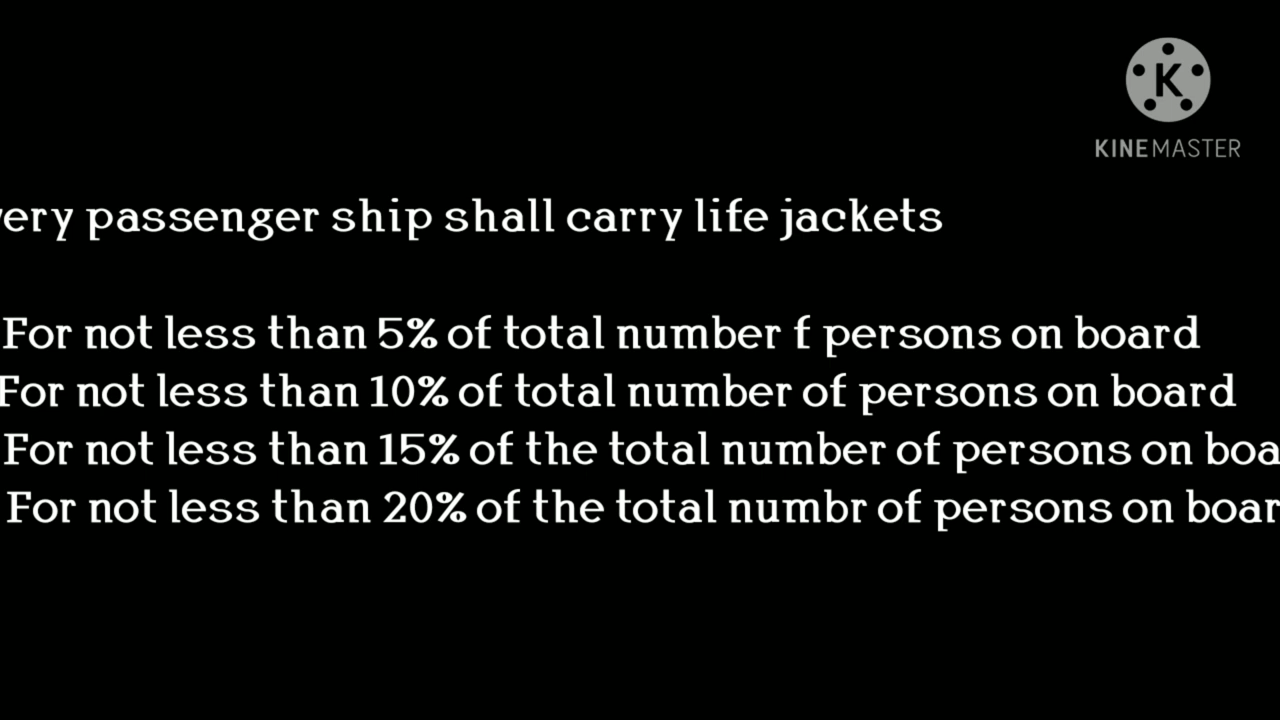 K
KINEMASTER
very passenger ship shall carry life jackets
For not less than 5% of total number f persons on board
For not less than 10% of total number of persons on board
For not less than 15% of the total number of persons on boa
For not less than 20% of the total numbr of persons on boar